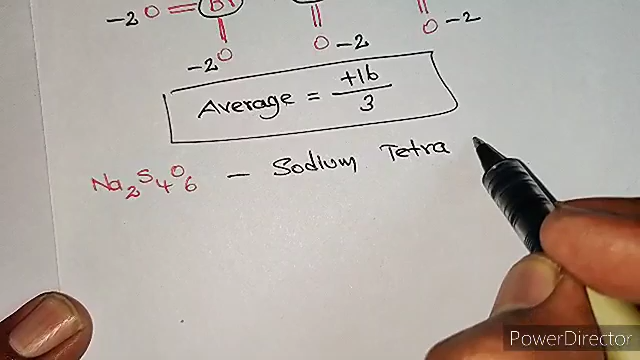 -2 O = Br
-2 O O -2 O -2
Average = +16/3
Na2S4O6 - Sodium Tetra
PowerDirector